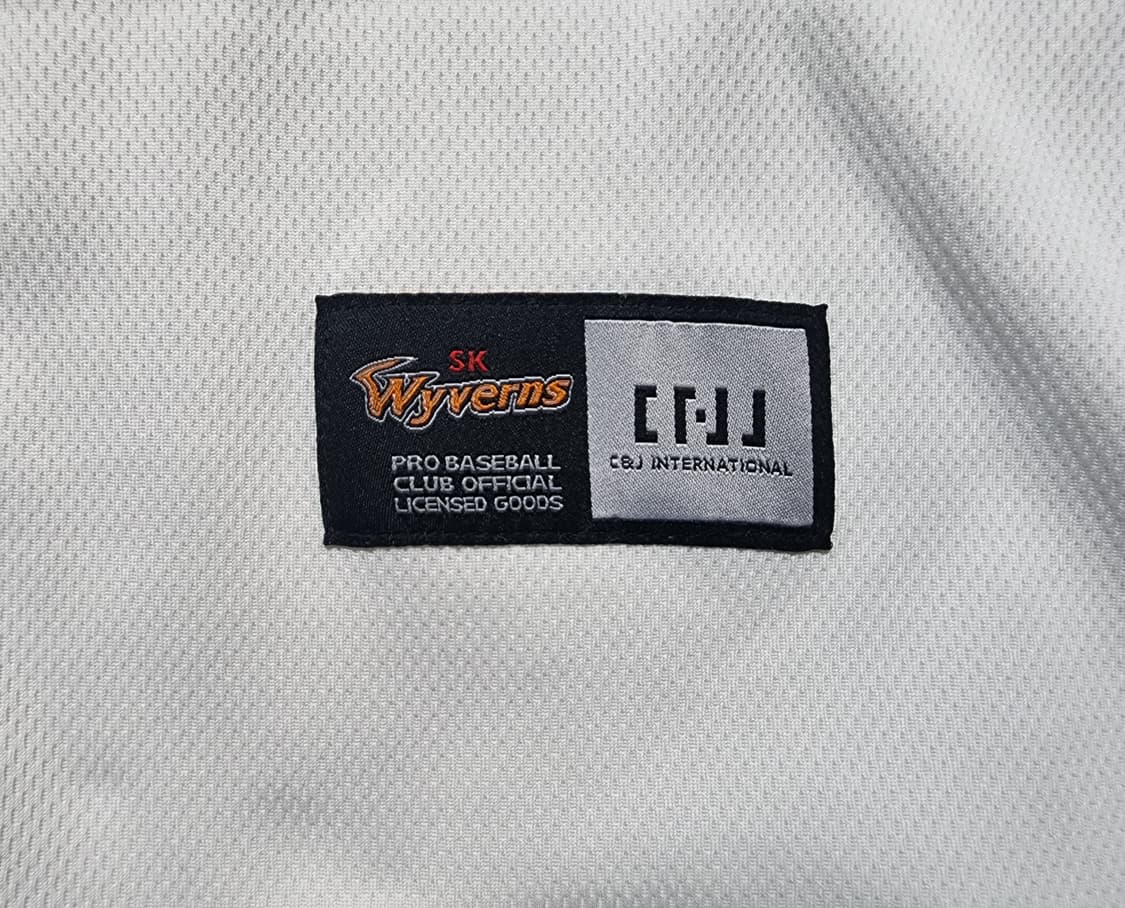 SK
Wyverns
PRO BASEBALL
CLUB OFFICIAL
LICENSED GOODS
C&J
C&J INTERNATIONAL